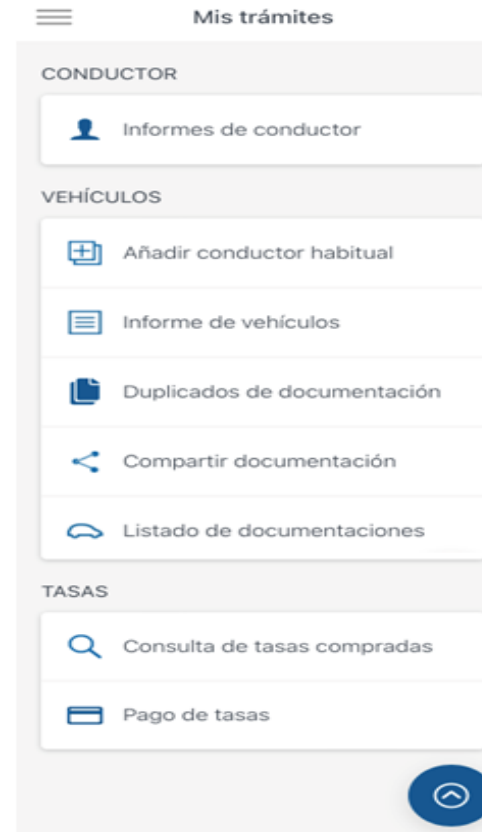 Mis trámites
CONDUCTOR
Informes de conductor
VEHÍCULOS
Añadir conductor habitual
Informe de vehículos
Duplicados de documentación
Compartir documentación
Listado de documentaciones
TASAS
Consulta de tasas compradas
Pago de tasas